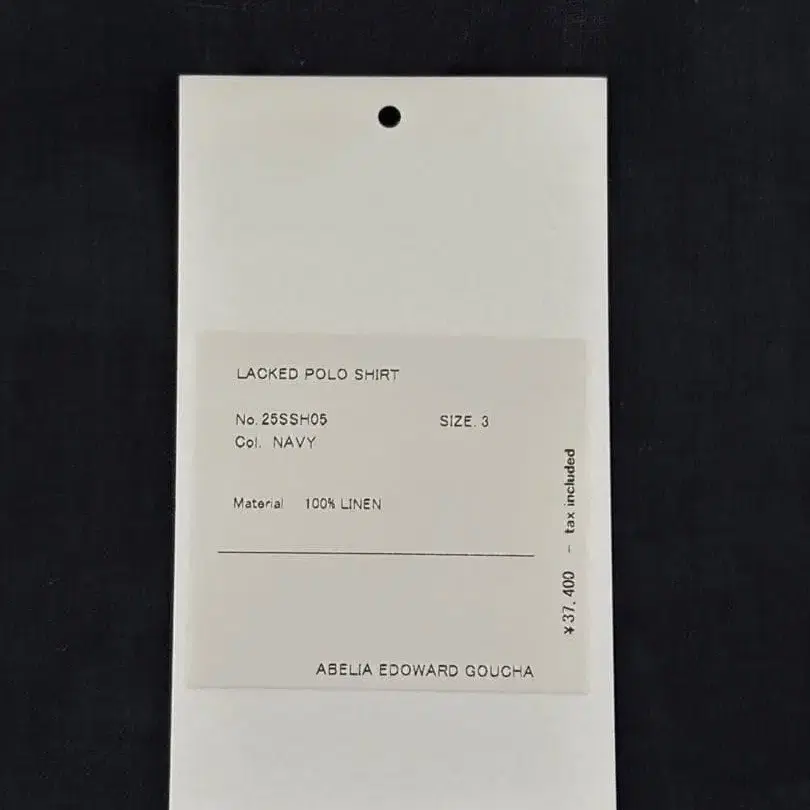 LACKED POLO SHIRT
No. 25SSH05 SIZE. 3
Col. NAVY
Material 100% LINEN
¥37,400 - tax included
ABELIA EDOWARD GOUCHA